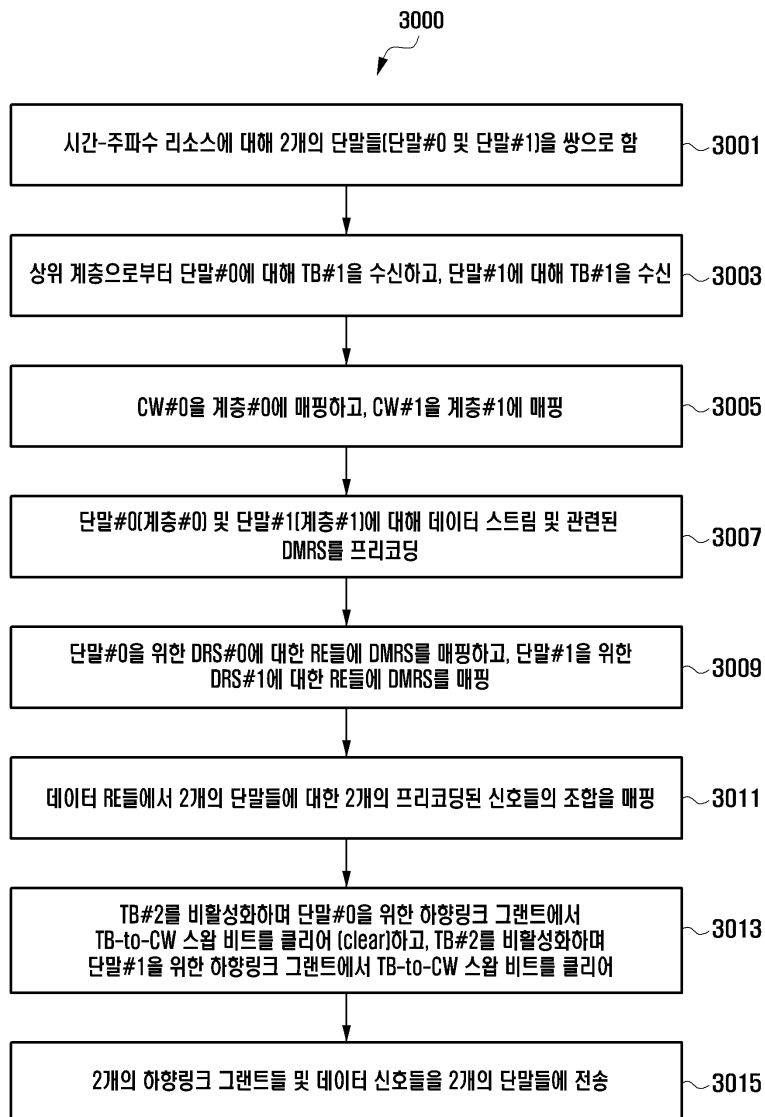 3000
시간-주파수 리소스에 대해 2개의 단말들(단말#0 및 단말#1)을 쌍으로 함
3001
상위 계층으로부터 단말#0에 대해 TB#1을 수신하고, 단말#1에 대해 TB#1을 수신
3003
CW#0을 계층#0에 매핑하고, CW#1을 계층#1에 매핑
3005
단말#0(계층#0) 및 단말#1(계층#1)에 대해 데이터 스트림 및 관련된
DMRS를 프리코딩
3007
단말#0을 위한 DRS#0에 대한 RE들에 DMRS를 매핑하고, 단말#1을 위한
DRS#1에 대한 RE들에 DMRS를 매핑
3009
데이터 RE들에서 2개의 단말들에 대한 2개의 프리코딩된 신호들의 조합을 매핑
3011
TB#2를 비활성화하며 단말#0을 위한 하향링크 그랜트에서
TB-to-CW 스왑 비트를 클리어 (clear)하고, TB#2를 비활성화하며
단말#1을 위한 하향링크 그랜트에서 TB-to-CW 스왑 비트를 클리어
3013
2개의 하향링크 그랜트들 및 데이터 신호들을 2개의 단말들에 전송
3015